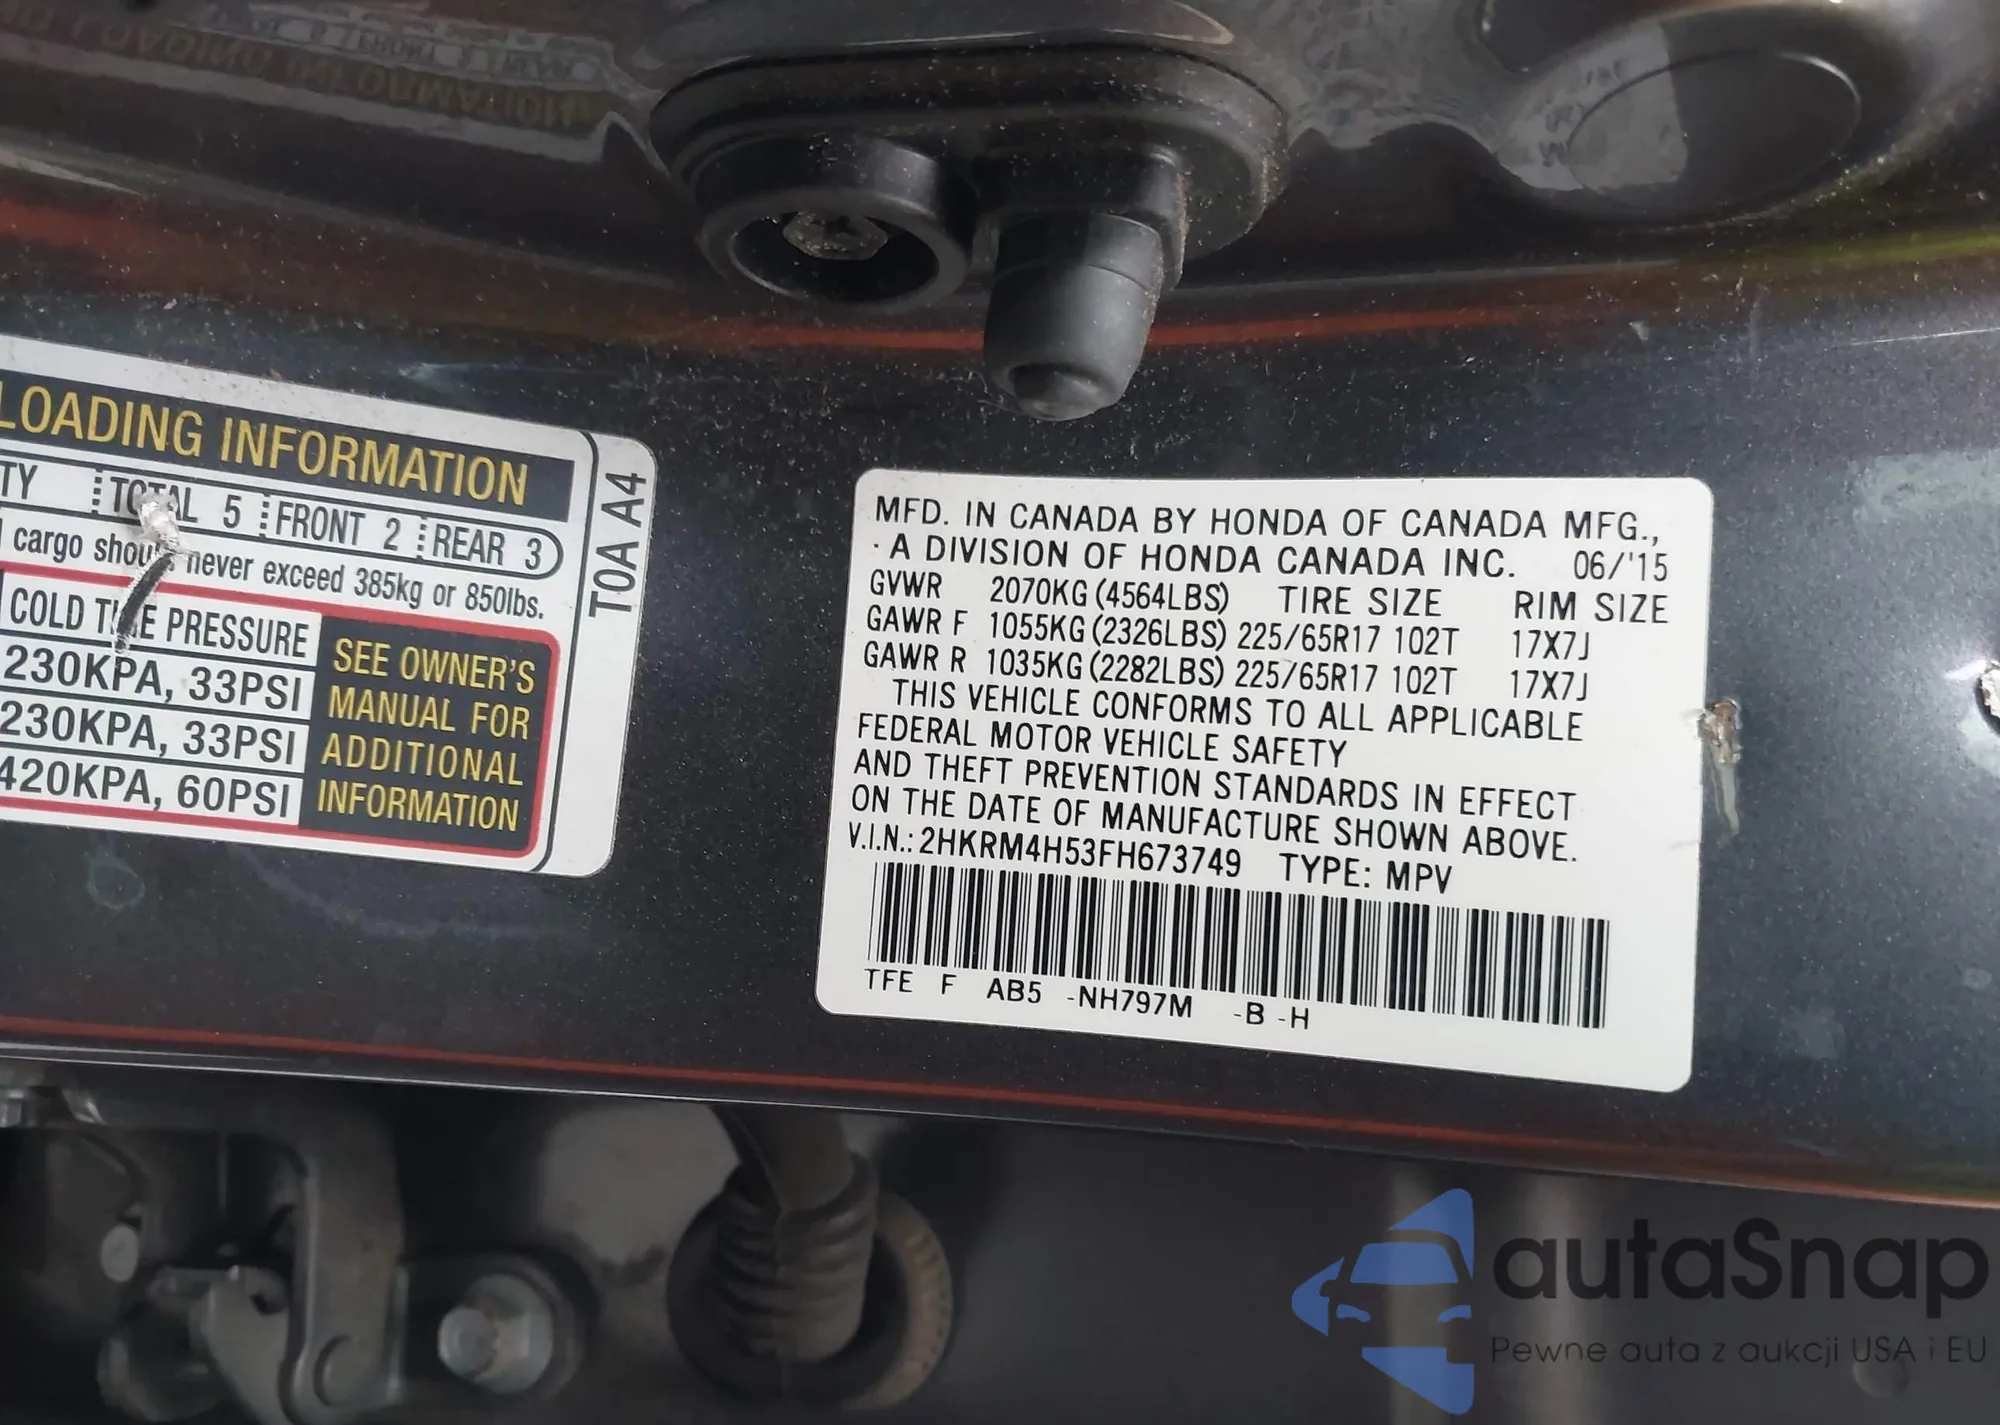 LOADING INFORMATION
TOTAL 5 FRONT 2 REAR 3
cargo should never exceed 385kg or 850lbs.
COLD TIRE PRESSURE
230KPA, 33PSI
230KPA, 33PSI
420KPA, 60PSI
SEE OWNER'S
MANUAL FOR
ADDITIONAL
INFORMATION
T0A A4
MFD. IN CANADA BY HONDA OF CANADA MFG.,
A DIVISION OF HONDA CANADA INC. 06/'15
GVWR 2070KG (4564LBS) TIRE SIZE RIM SIZE
GAWR F 1055KG (2326LBS) 225/65R17 102T 17X7J
GAWR R 1035KG (2282LBS) 225/65R17 102T 17X7J
THIS VEHICLE CONFORMS TO ALL APPLICABLE
FEDERAL MOTOR VEHICLE SAFETY
AND THEFT PREVENTION STANDARDS IN EFFECT
ON THE DATE OF MANUFACTURE SHOWN ABOVE.
V.I.N.: 2HKRM4H53FH673749 TYPE: MPV
TFE F AB5 -NH797M -B -H
autaSnap
Pewne auta z aukcji USA i EU